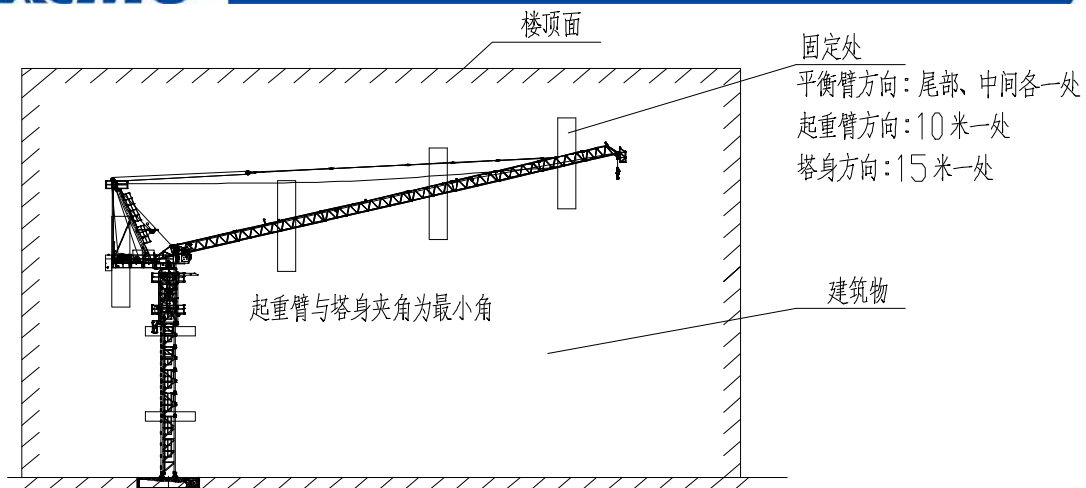 楼顶面
固定处
平衡臂方向：尾部、中间各一处
起重臂方向：10米一处
塔身方向：15米一处
建筑物
起重臂与塔身夹角为最小角